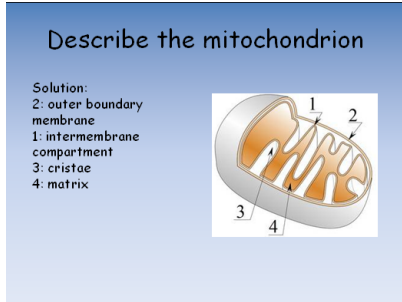 Describe the mitochondrion
Solution:
2: outer boundary
membrane
1: intermembrane
compartment
3: cristae
4: matrix
1
2
3
4